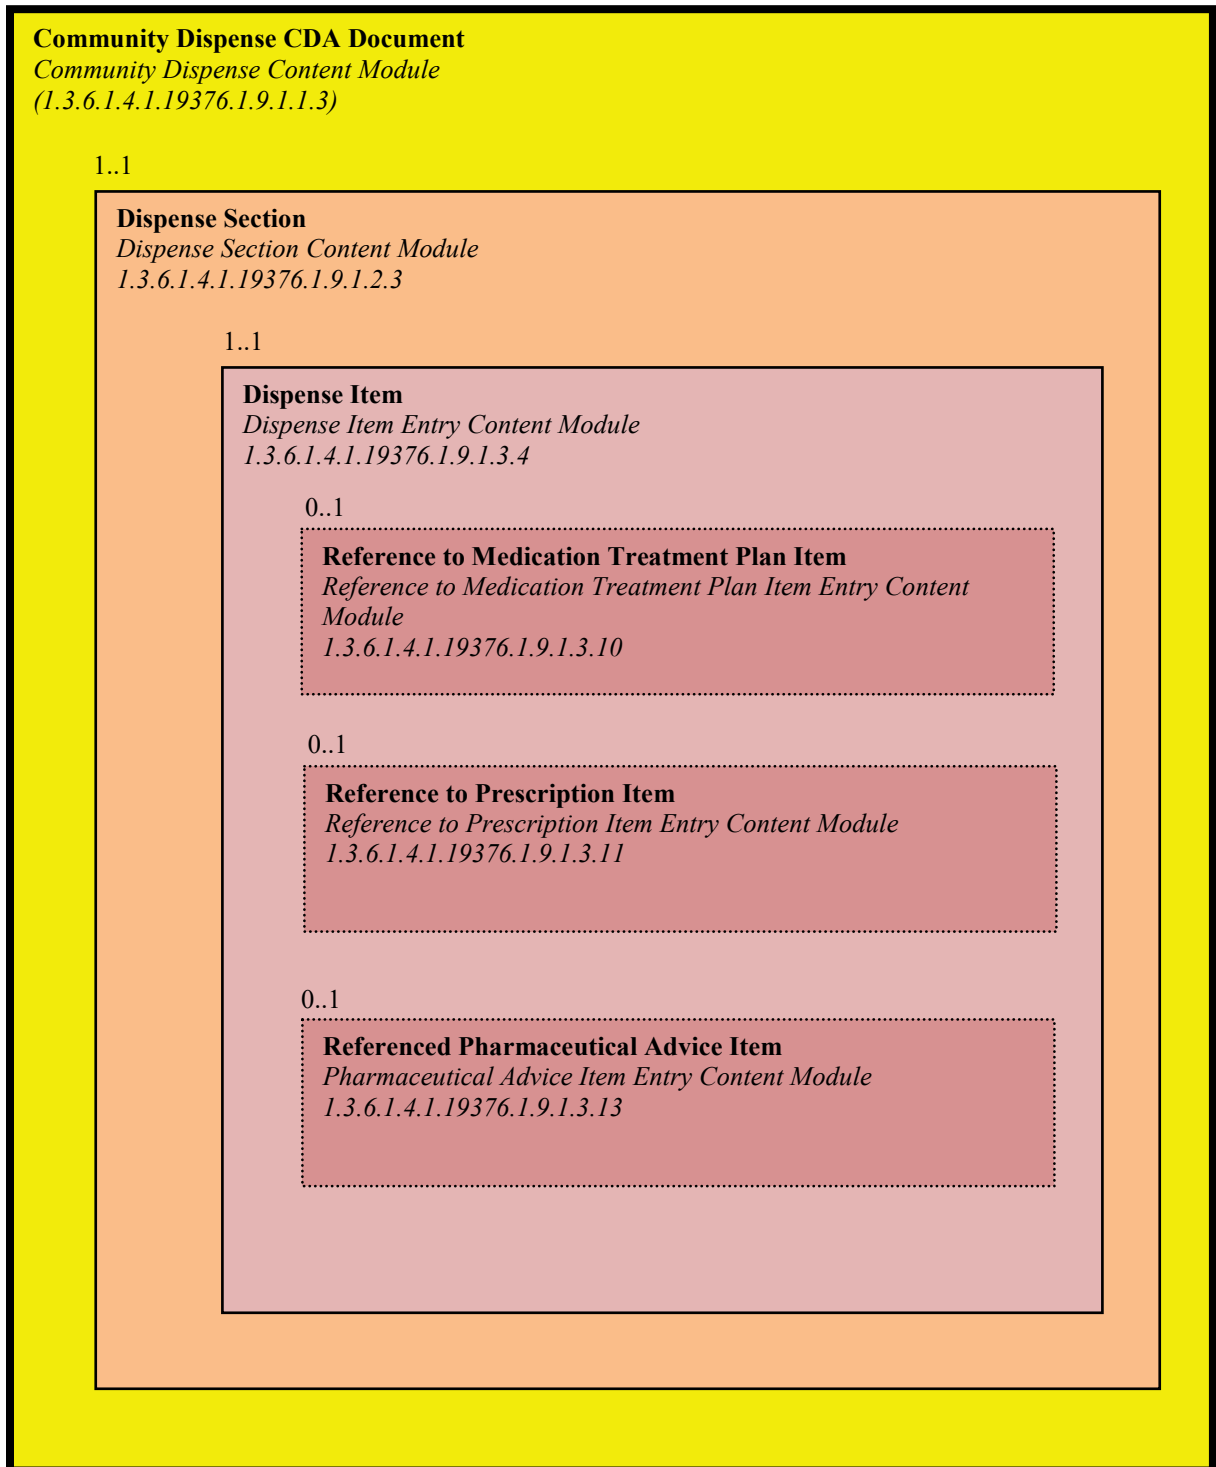 Community Dispense CDA Document
Community Dispense Content Module
(1.3.6.1.4.1.19376.1.9.1.1.3)
1..1
Dispense Section
Dispense Section Content Module
1.3.6.1.4.1.19376.1.9.1.2.3
1..1
Dispense Item
Dispense Item Entry Content Module
1.3.6.1.4.1.19376.1.9.1.3.4
0..1
Reference to Medication Treatment Plan Item
Reference to Medication Treatment Plan Item Entry Content
Module
1.3.6.1.4.1.19376.1.9.1.3.10
0..1
Reference to Prescription Item
Reference to Prescription Item Entry Content Module
1.3.6.1.4.1.19376.1.9.1.3.11
0..1
Referenced Pharmaceutical Advice Item
Pharmaceutical Advice Item Entry Content Module
1.3.6.1.4.1.19376.1.9.1.3.13